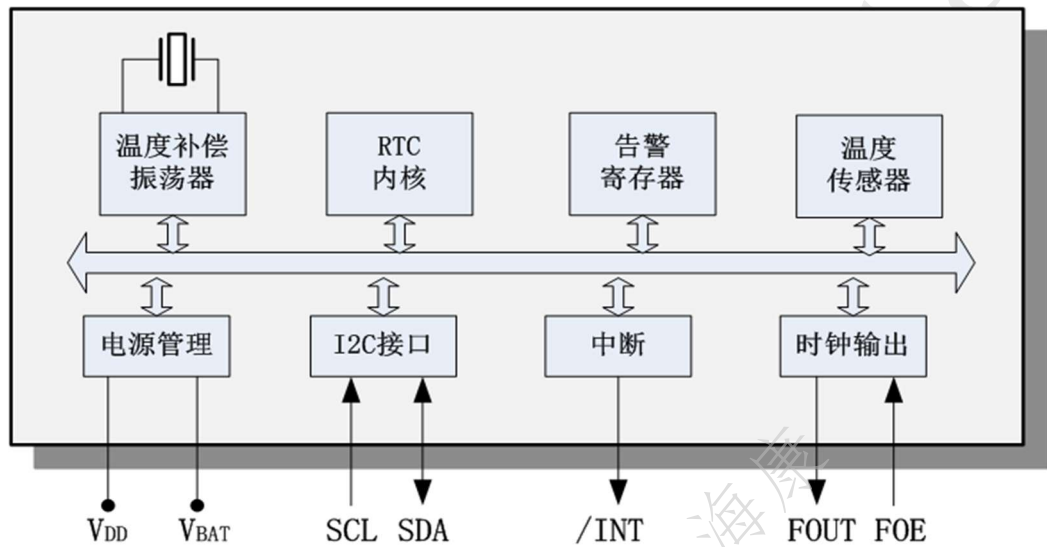 温度补偿
振荡器
RTC
内核
告警
寄存器
温度
传感器
电源管理
I2C接口
中断
时钟输出
VDD
VBAT
SCL
SDA
/INT
FOUT
FOE
海康